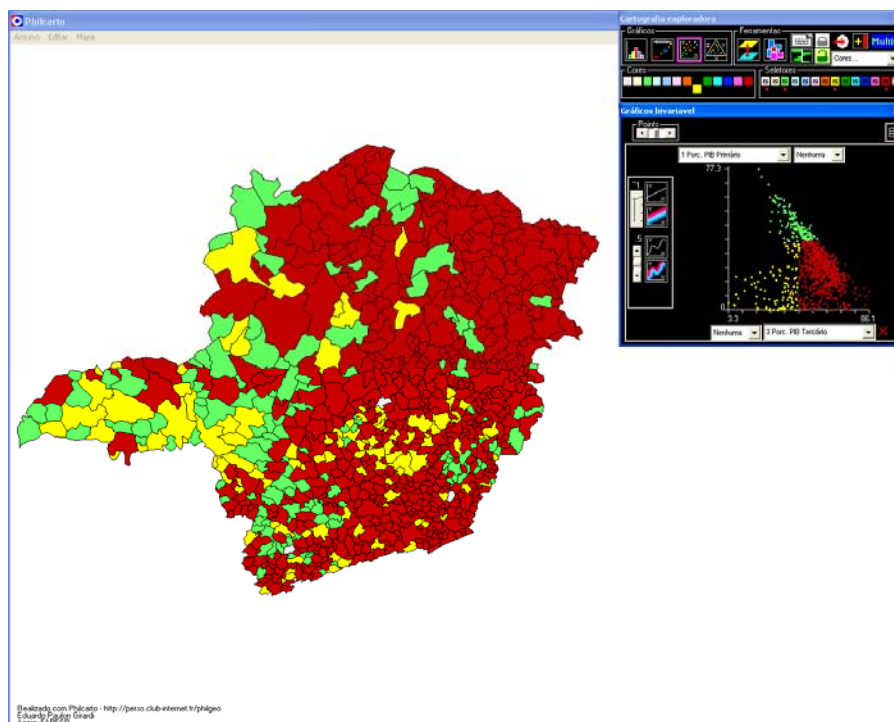 Philcarto
Arquivo Editar Mapa
Cartografia exploradora
Gráficos
Ferramentas
Multi
Cores...
Cores
Seletores
Gráficos bivariavel
Points
1 Porc. PIB Primário
Nenhuma
77.3
0
3.3
86.1
Nenhuma
3 Porc. PIB Terciário
Realizado com Philcarto - http://perso.club-internet.fr/philgeo
Eduardo Paulon Girardi